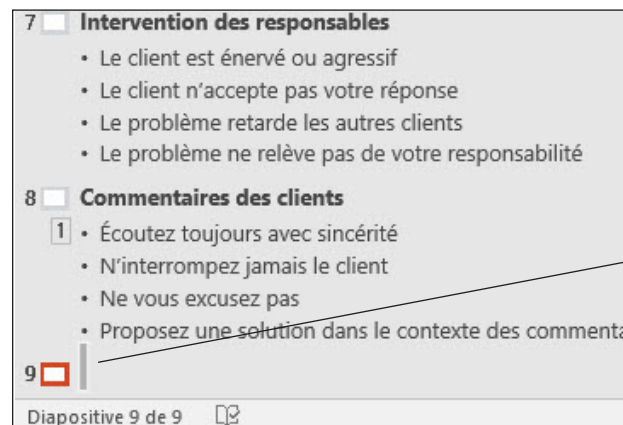 7 Intervention des responsables
• Le client est énervé ou agressif
• Le client n'accepte pas votre réponse
• Le problème retarde les autres clients
• Le problème ne relève pas de votre responsabilité
8 Commentaires des clients
1 • Écoutez toujours avec sincérité
• N'interrompez jamais le client
• Ne vous excusez pas
• Proposez une solution dans le contexte des commenta
9
Diapositive 9 de 9